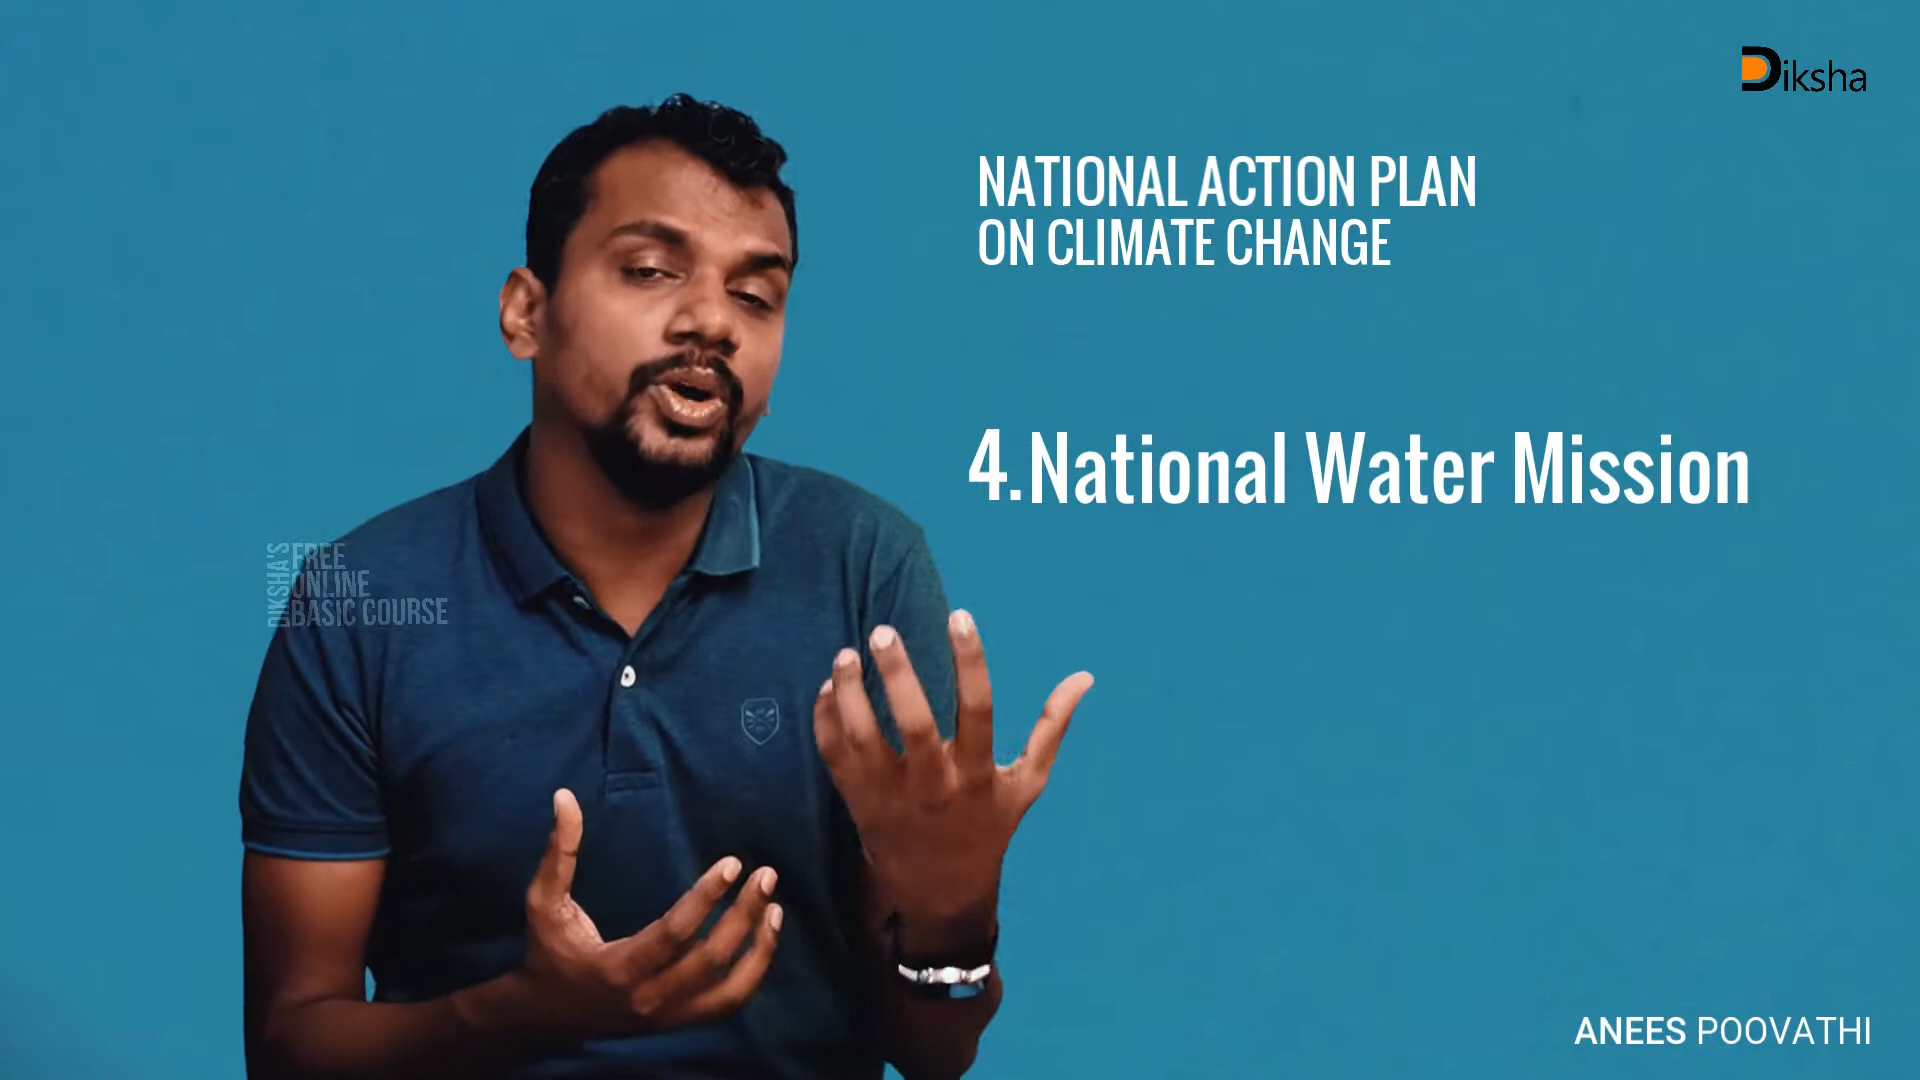 Diksha
NATIONAL ACTION PLAN
ON CLIMATE CHANGE
4.National Water Mission
DIKSHA'S
FREE
ONLINE
BASIC COURSE
ANEES POOVATHI